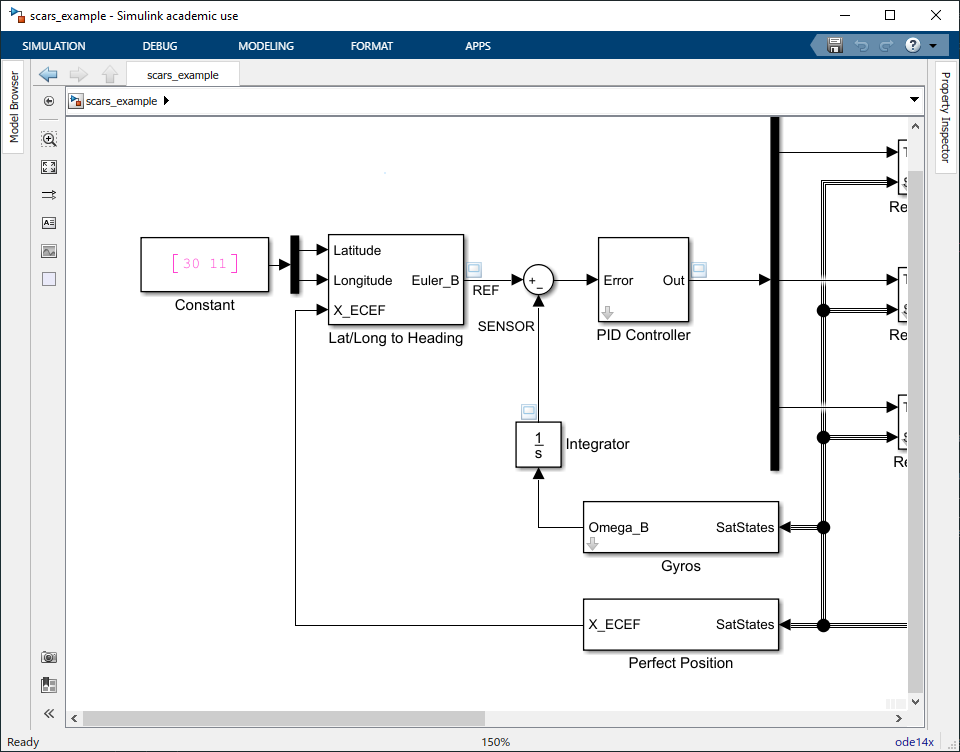 scars_example - Simulink academic use
SIMULATION DEBUG MODELING FORMAT APPS
Model Browser
scars_example
scars_example
Property Inspector
[30 11]
Constant
Latitude
Longitude
X_ECEF
Euler_B
Lat/Long to Heading
REF
SENSOR
+
-
Error
Out
PID Controller
1
s
Integrator
Omega_B
SatStates
Gyros
X_ECEF
SatStates
Perfect Position
T
Re
T
Re
T
Re
Ready
150%
ode14x